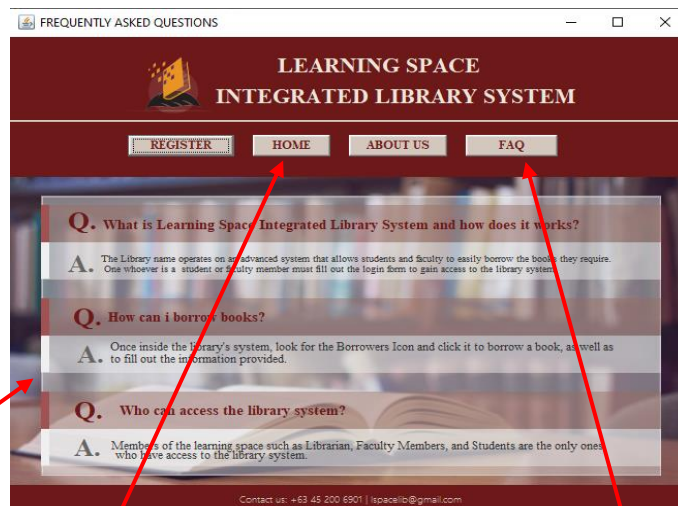 FREQUENTLY ASKED QUESTIONS
LEARNING SPACE
INTEGRATED LIBRARY SYSTEM
REGISTER HOME ABOUT US FAQ
Q. What is Learning Space Integrated Library System and how does it works?
A. The Library name operates on an advanced system that allows students and faculty to easily borrow the books they require.
One whoever is a student or faculty member must fill out the login form to gain access to the library system.
Q. How can i borrow books?
A. Once inside the library's system, look for the Borrowers Icon and click it to borrow a book, as well as
to fill out the information provided.
Q. Who can access the library system?
A. Members of the learning space such as Librarian, Faculty Members, and Students are the only ones
who have access to the library system.
Contact us: +63 45 200 6901 | lspacelib@gmail.com